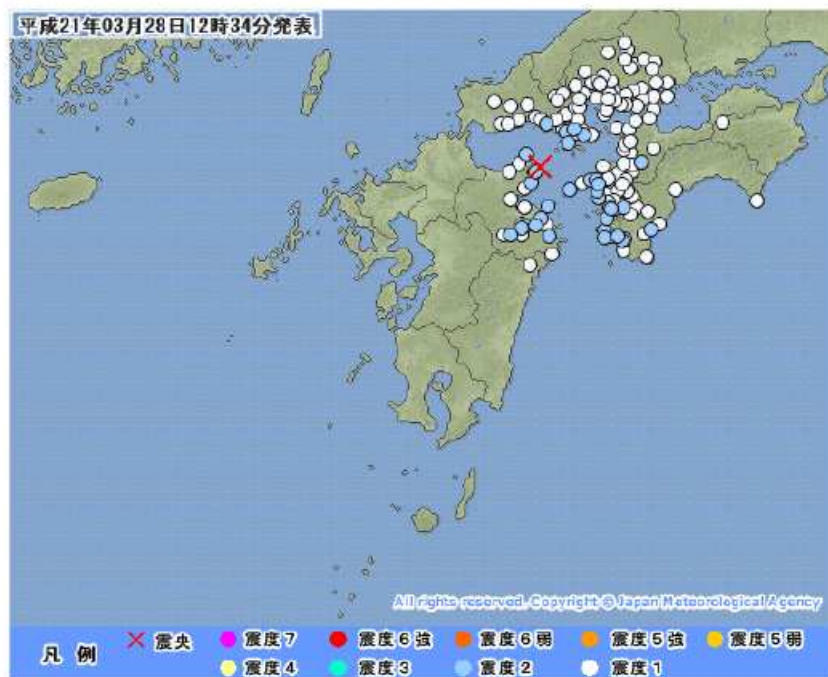 平成21年03月28日12時34分発表
All rights reserved. Copyright © Japan Meteorological Agency
凡例 震央 震度7 震度6強 震度6弱 震度5強 震度5弱
震度4 震度3 震度2 震度1